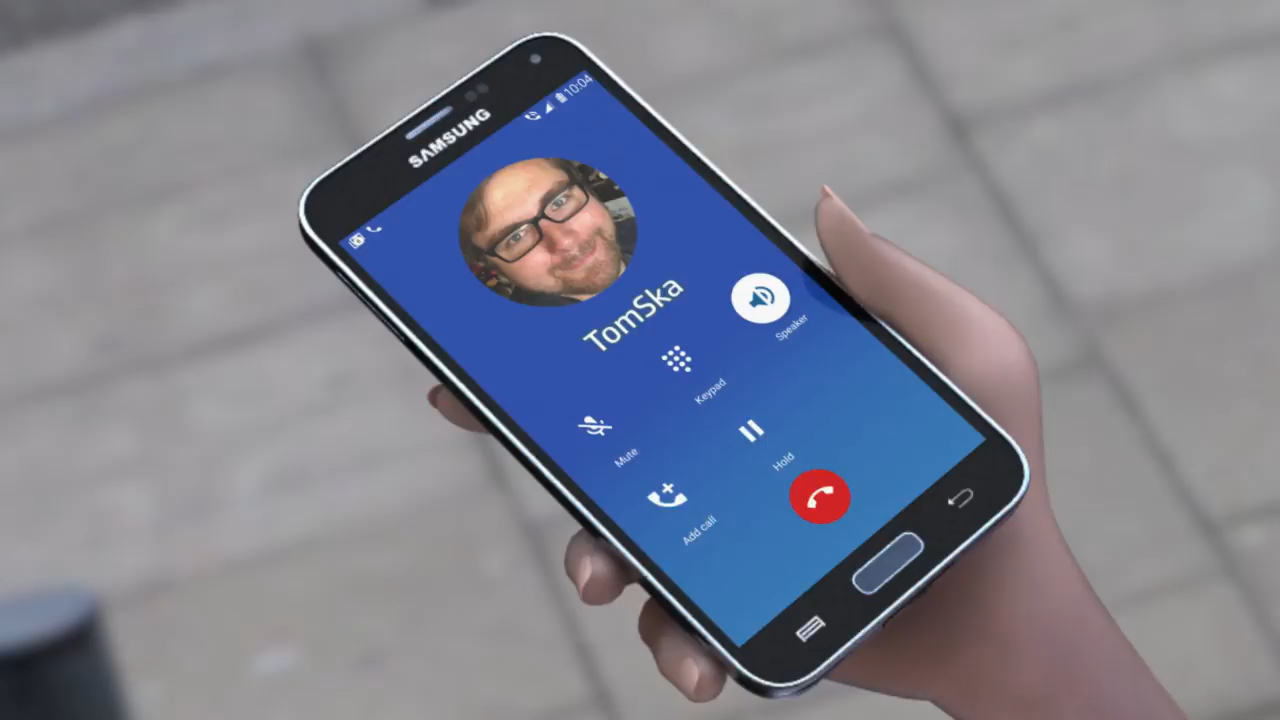 SAMSUNG
10:04
TomSka
Mute
Keypad
Speaker
Add call
Hold